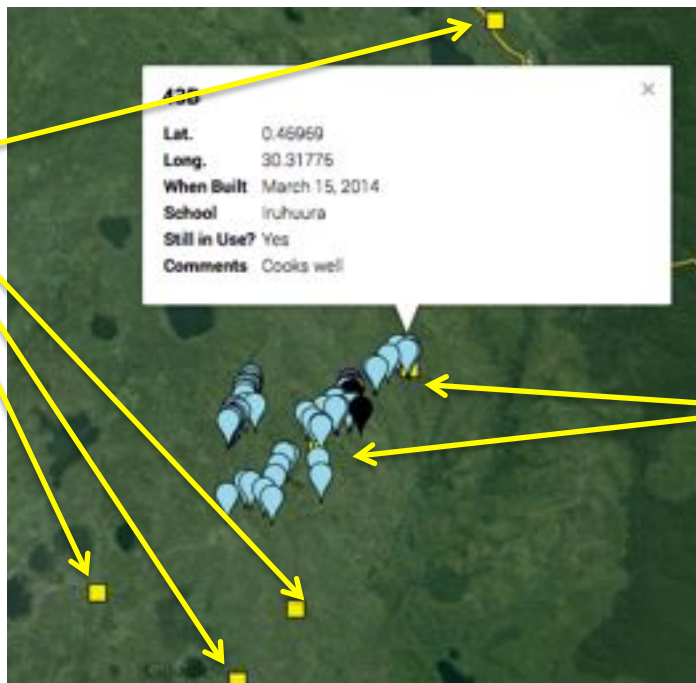 43B
Lat. 0.46969
Long. 30.31776
When Built March 15, 2014
School Iruhuura
Still in Use? Yes
Comments Cooks well